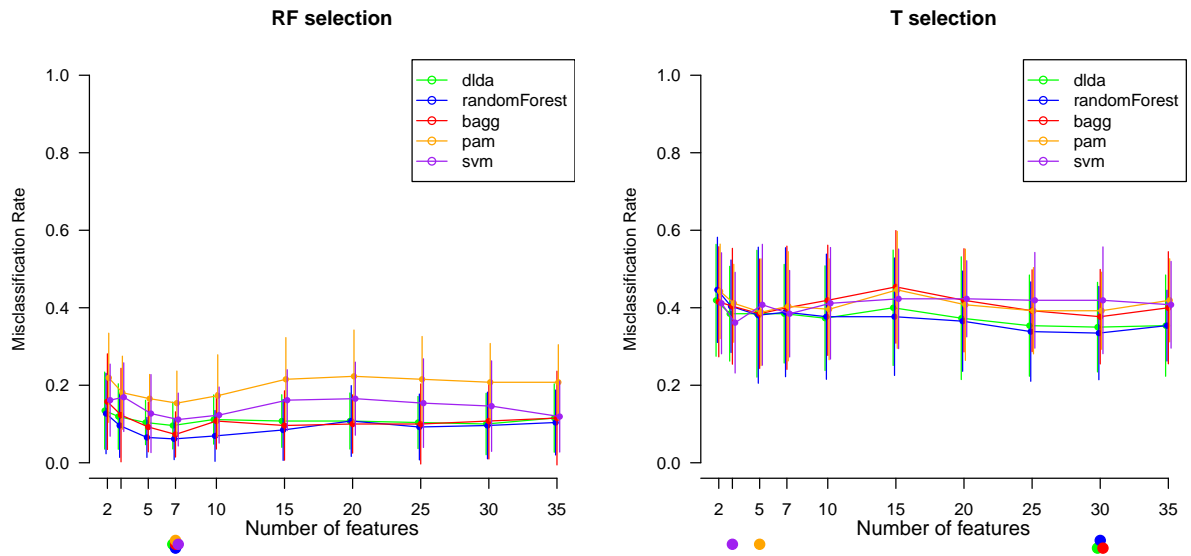 RF selection
1.0
0.8
0.6
0.4
0.2
0.0
Misclassification Rate
dlda
randomForest
bagg
pam
svm
2 5 7 10 15 20 25 30 35
Number of features
T selection
1.0
0.8
0.6
0.4
0.2
0.0
Misclassification Rate
dlda
randomForest
bagg
pam
svm
2 5 7 10 15 20 25 30 35
Number of features